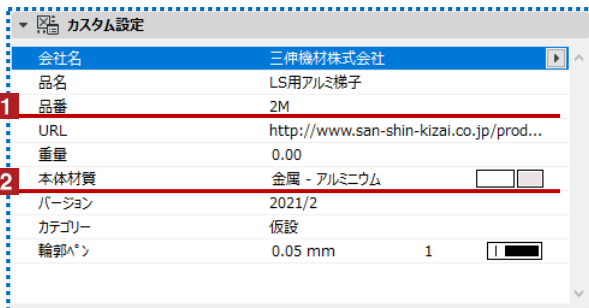 カスタム設定
会社名 三伸機材株式会社
品名 LS用アルミ梯子
1 品番 2M
URL http://www.san-shin-kizai.co.jp/prod...
重量 0.00
2 本体材質 金属 - アルミニウム
バージョン 2021/2
カテゴリー 仮設
輪郭ペン 0.05 mm 1